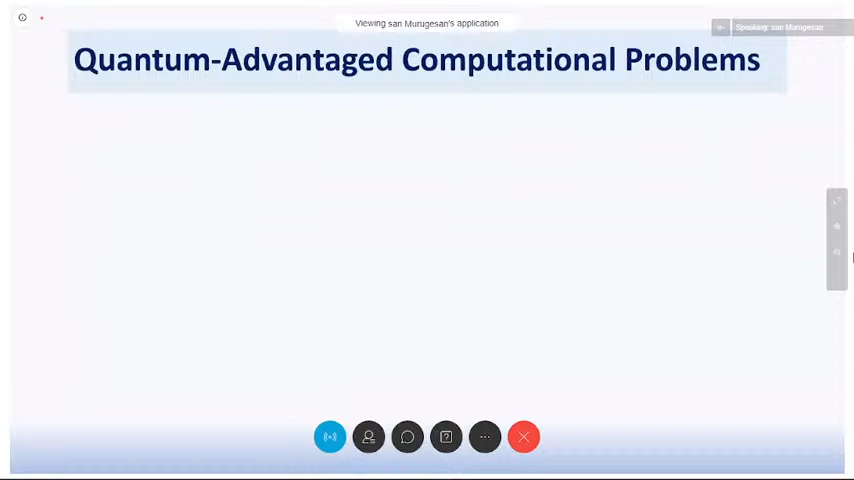 Viewing san Murugesan's application
Speaking: san Murugesan
Quantum-Advantaged Computational Problems